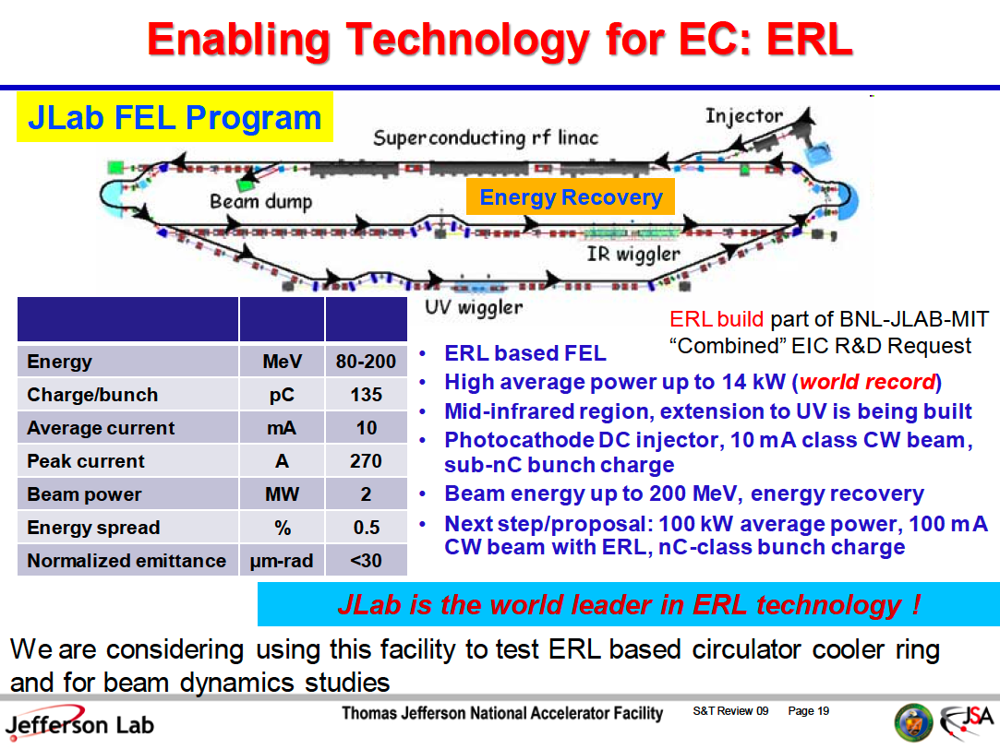 Enabling Technology for EC: ERL
JLab FEL Program
Injector
Superconducting rf linac
Beam dump
Energy Recovery
IR wiggler
UV wiggler
ERL build part of BNL-JLAB-MIT
“Combined” EIC R&D Request
Energy MeV 80-200
Charge/bunch pC 135
Average current mA 10
Peak current A 270
Beam power MW 2
Energy spread % 0.5
Normalized emittance µm-rad <30
• ERL based FEL
• High average power up to 14 kW (world record)
• Mid-infrared region, extension to UV is being built
• Photocathode DC injector, 10 mA class CW beam,
sub-nC bunch charge
• Beam energy up to 200 MeV, energy recovery
• Next step/proposal: 100 kW average power, 100 mA
CW beam with ERL, nC-class bunch charge
JLab is the world leader in ERL technology !
We are considering using this facility to test ERL based circulator cooler ring
and for beam dynamics studies
Jefferson Lab
Thomas Jefferson National Accelerator Facility
S&T Review 09 Page 19
JSA